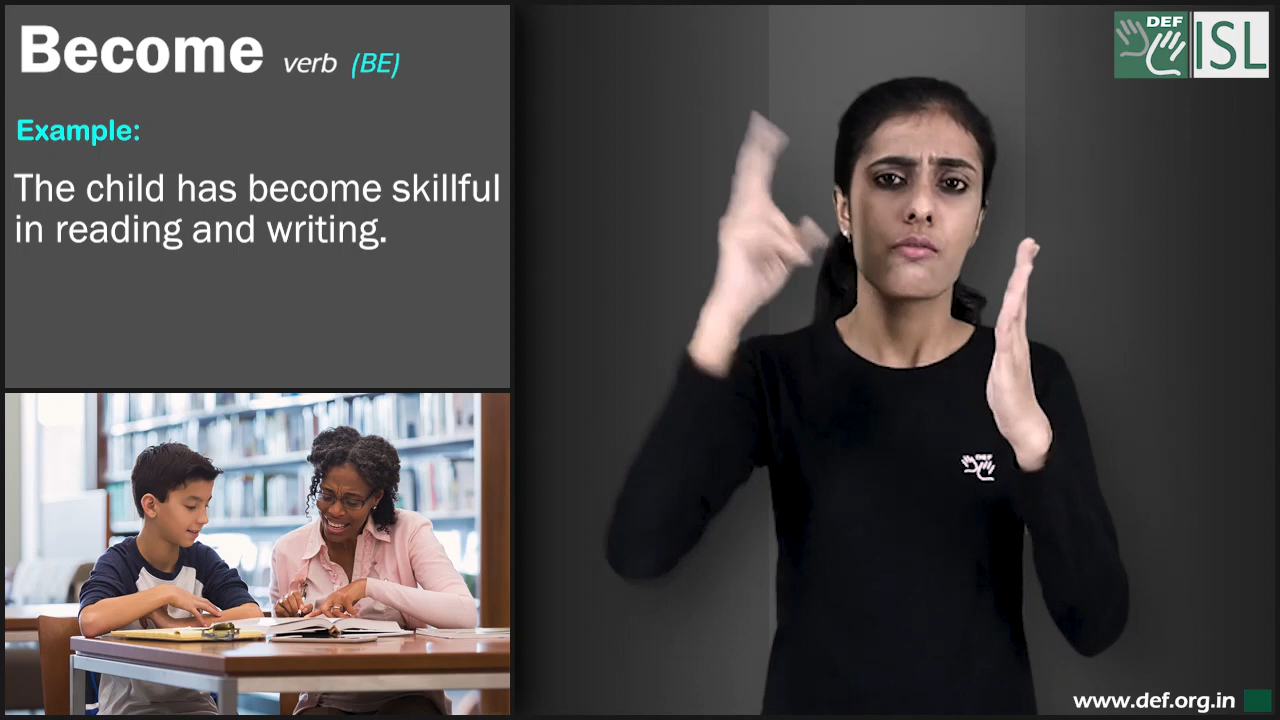 Become verb (BE)
Example:
The child has become skillful
in reading and writing.
DEF
ISL
DEF
www.def.org.in